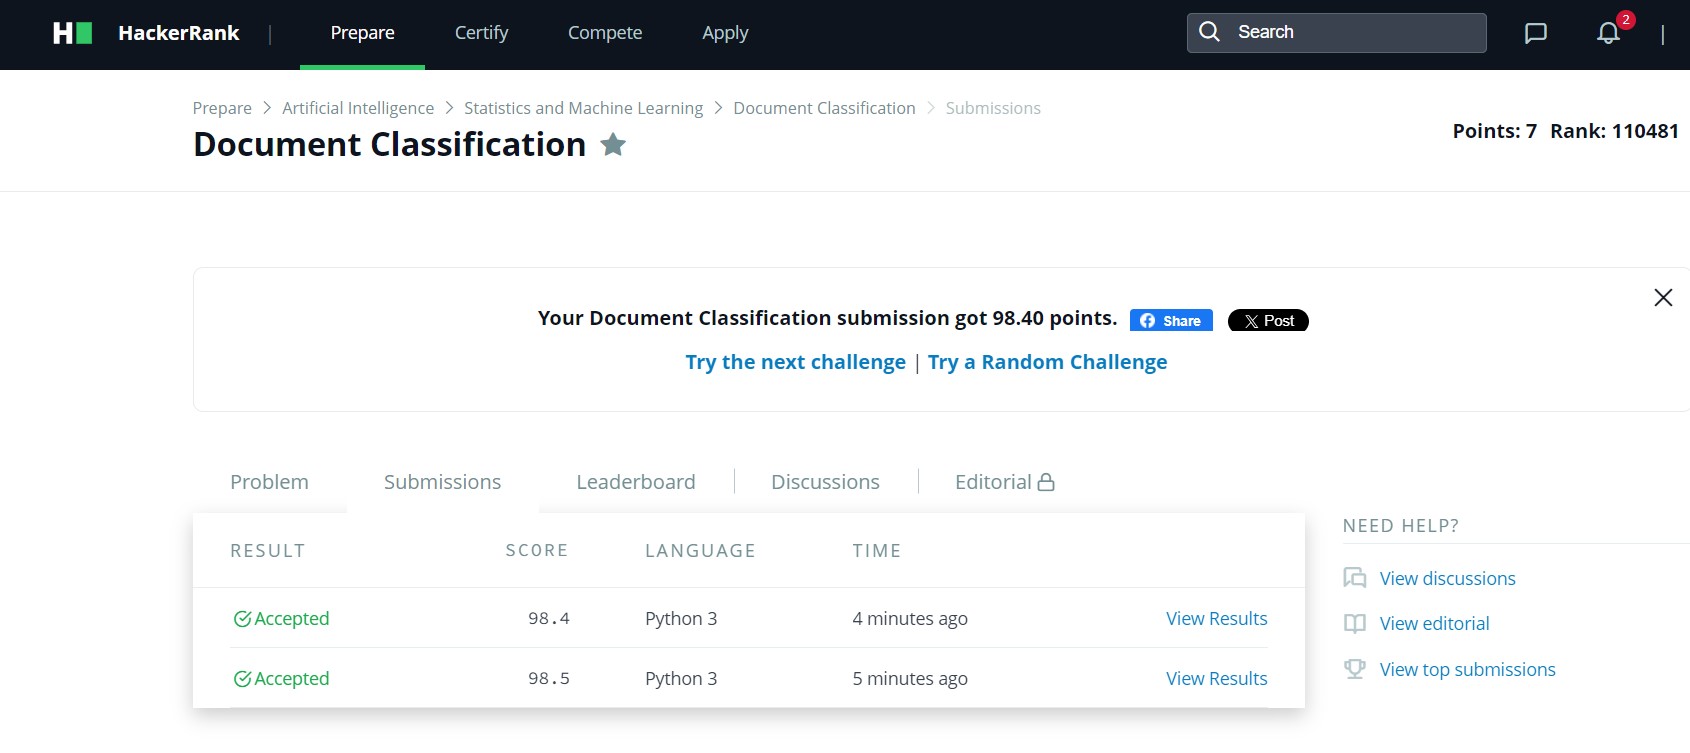 H HackerRank | Prepare Certify Compete Apply Search 2 |
Prepare > Artificial Intelligence > Statistics and Machine Learning > Document Classification > Submissions
Document Classification
Points: 7 Rank: 110481
Your Document Classification submission got 98.40 points. Share X Post
Try the next challenge | Try a Random Challenge
Problem Submissions Leaderboard Discussions Editorial
RESULT SCORE LANGUAGE TIME
Accepted 98.4 Python 3 4 minutes ago View Results
Accepted 98.5 Python 3 5 minutes ago View Results
NEED HELP?
View discussions
View editorial
View top submissions